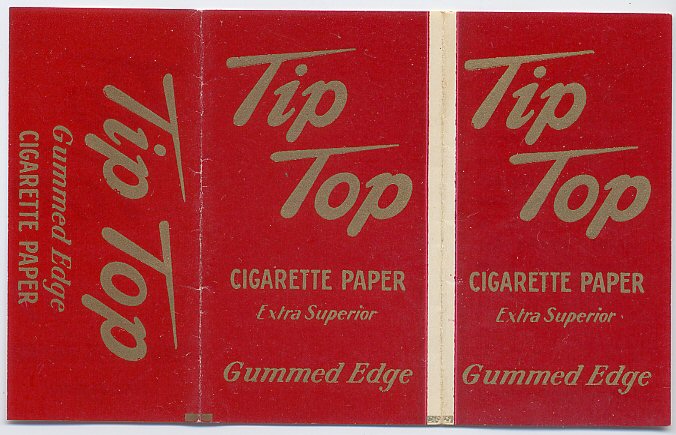 Tip Top
Gummed Edge
CIGARETTE PAPER
Tip
Top
CIGARETTE PAPER
Extra Superior
Gummed Edge
Tip
Top
CIGARETTE PAPER
Extra Superior
Gummed Edge